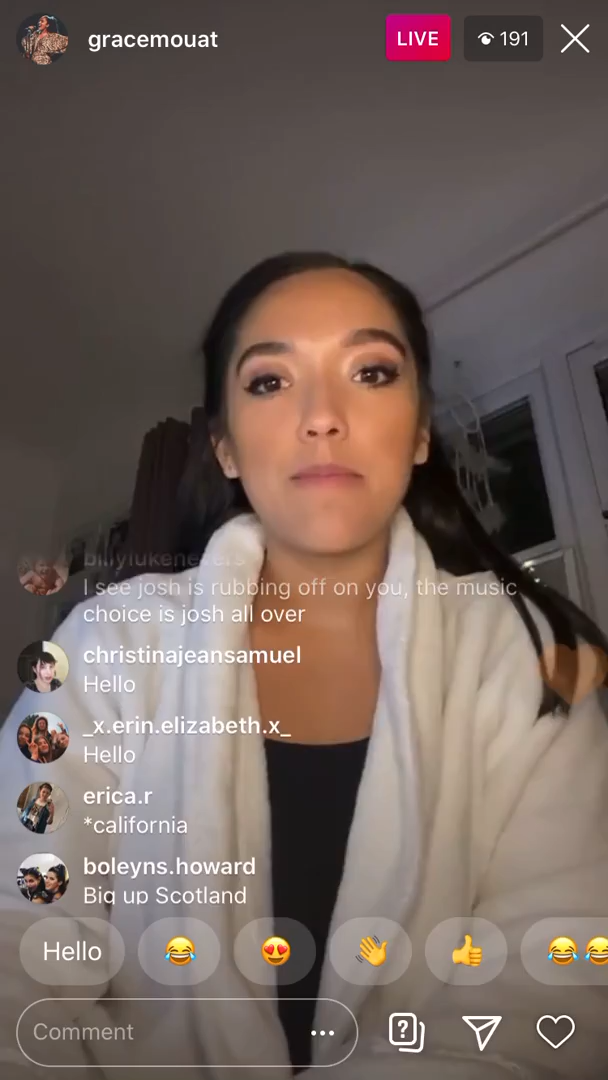 gracemouat
LIVE
191
billylukenevers
I see josh is rubbing off on you, the music
choice is josh all over
christinajeansamuel
Hello
_x.erin.elizabeth.x_
Hello
erica.r
*california
boleyns.howard
Big up Scotland
Hello
Comment